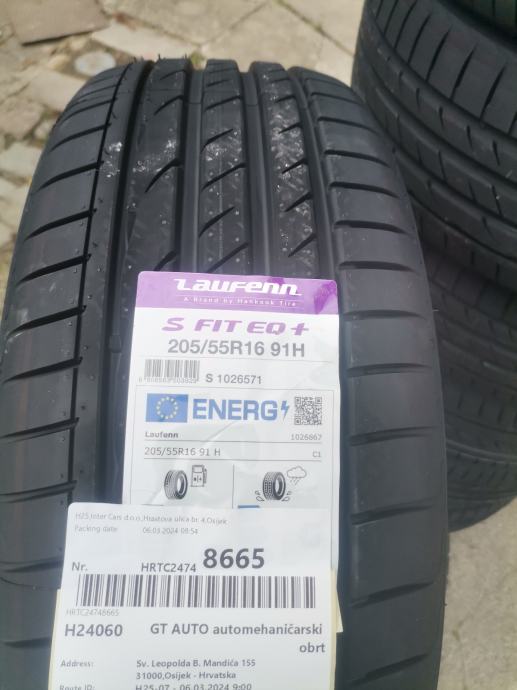 Laufenn
A Brand by Hankook Tire
S FIT EQ+
205/55R16 91H
S 1026571
ENERG
Laufenn 1026867
205/55R16 91 H C1
H25,Inter Cars d.o.o.,Hrastova ulica br. 4,Osijek
Packing date: 06.03.2024 08:54
Nr. HRTC2474 8665
HRTC24748665
H24060 GT AUTO automehaničarski
obrt
Address: Sv. Leopolda B. Mandića 155
31000,Osijek - Hrvatska
Route ID: H25-07 - 06.03.2024 9:00